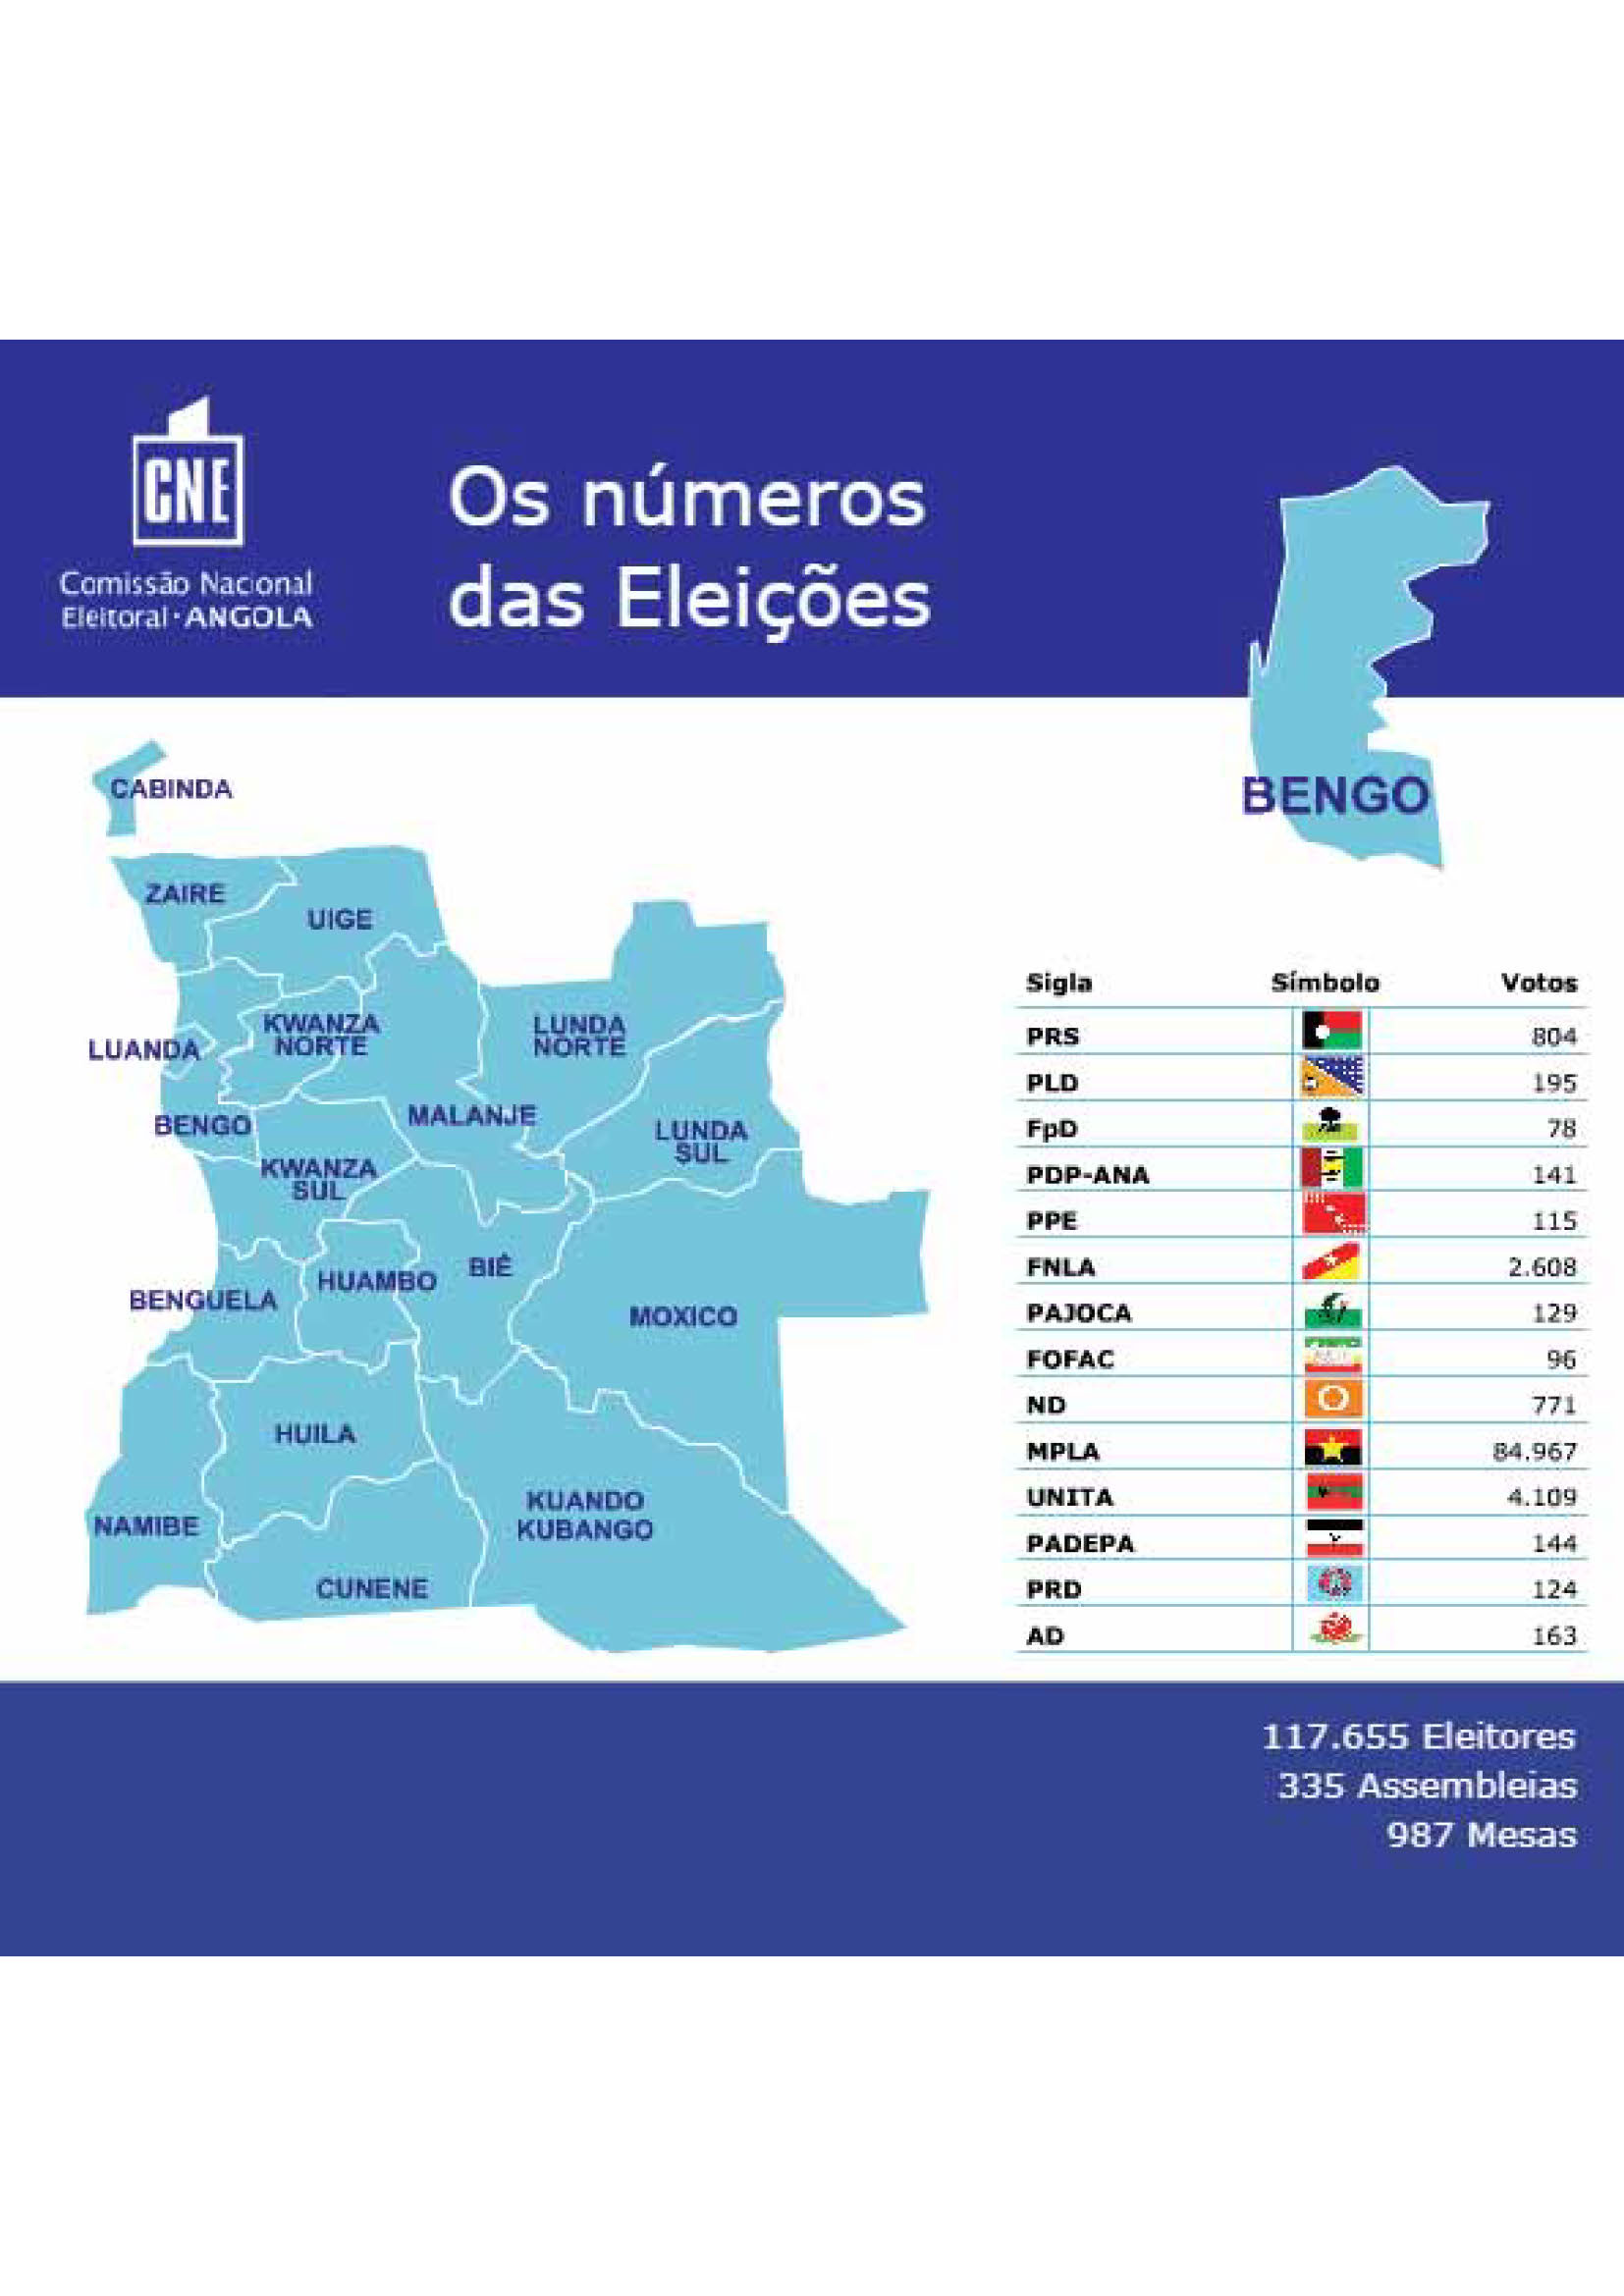 CNE
Comissão Nacional
Eleitoral·ANGOLA
Os números
das Eleições
BENGO
CABINDA
ZAIRE
UIGE
KWANZA
NORTE
LUNDA
NORTE
LUANDA
MALANJE
BENGO
LUNDA
SUL
KWANZA
SUL
BIÉ
HUAMBO
BENGUELA
MOXICO
HUILA
KUANDO
KUBANGO
NAMIBE
CUNENE
Sigla Símbolo Votos
PRS 804
PLD 195
FpD 78
PDP-ANA 141
PPE 115
FNLA 2.608
PAJOCA 129
FOFAC 96
ND 771
MPLA 84.967
UNITA 4.109
PADEPA 144
PRD 124
AD 163
117.655 Eleitores
335 Assembleias
987 Mesas